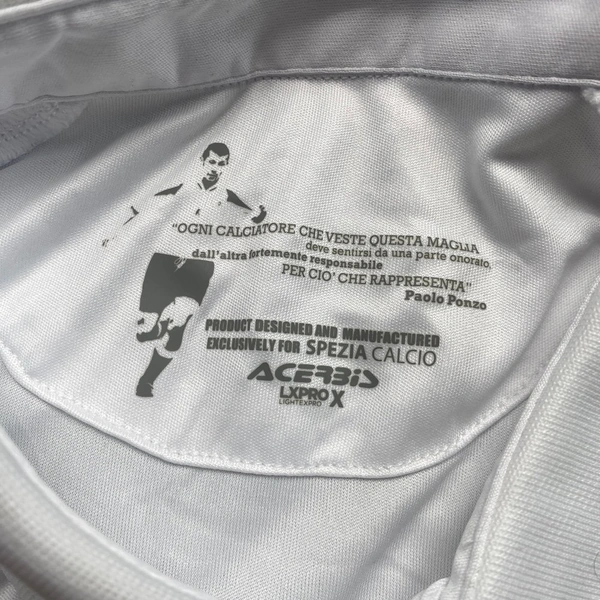 "OGNI CALCIATORE CHE VESTE QUESTA MAGLIA
deve sentirsi da una parte onorato,
dall'altra fortemente responsabile
PER CIO' CHE RAPPRESENTA"
Paolo Ponzo
PRODUCT DESIGNED AND MANUFACTURED
EXCLUSIVELY FOR SPEZIA CALCIO
ACERBIS
LXPRO X
LIGHTEXPRO